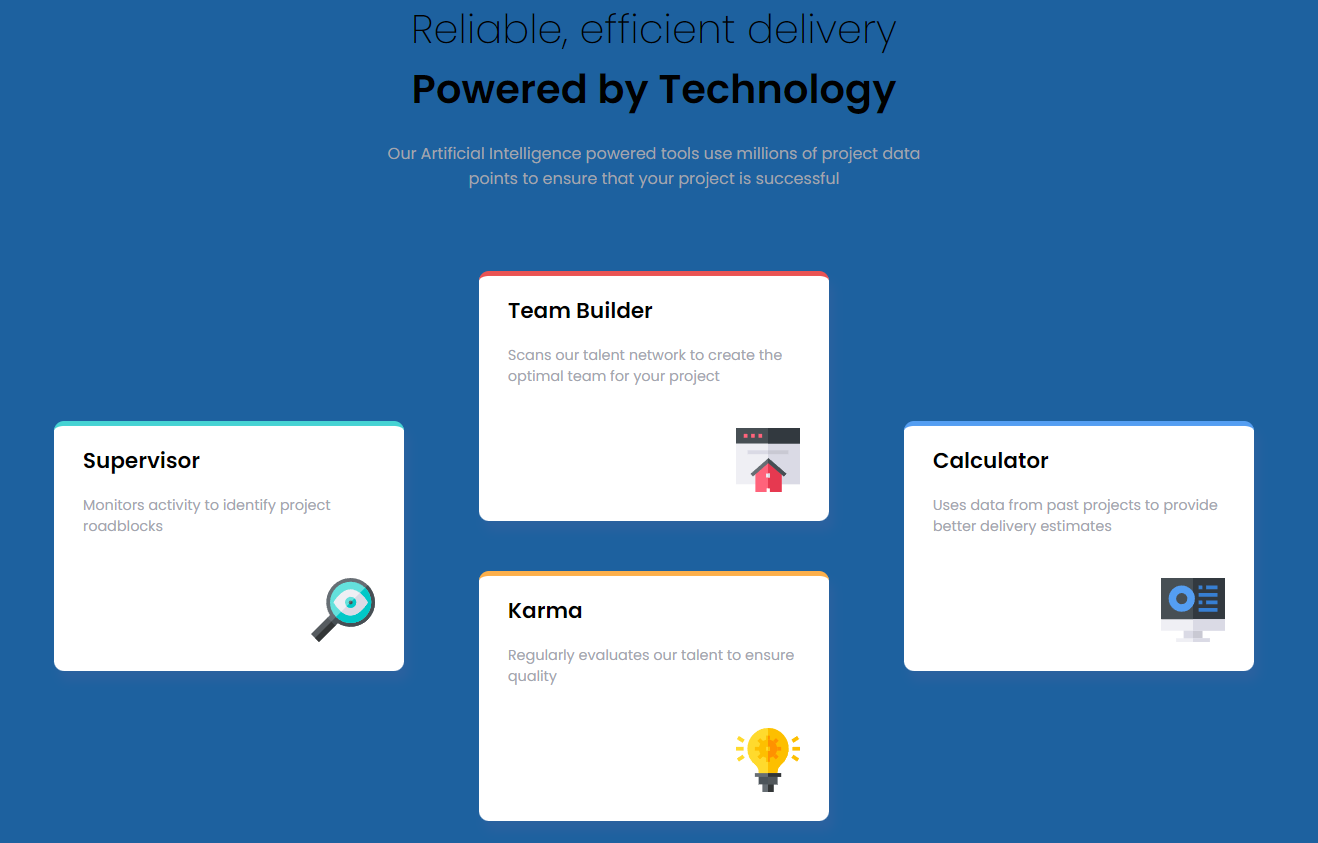 Reliable, efficient delivery
Powered by Technology
Our Artificial Intelligence powered tools use millions of project data
points to ensure that your project is successful
Team Builder
Scans our talent network to create the
optimal team for your project
Supervisor
Monitors activity to identify project
roadblocks
Calculator
Uses data from past projects to provide
better delivery estimates
Karma
Regularly evaluates our talent to ensure
quality